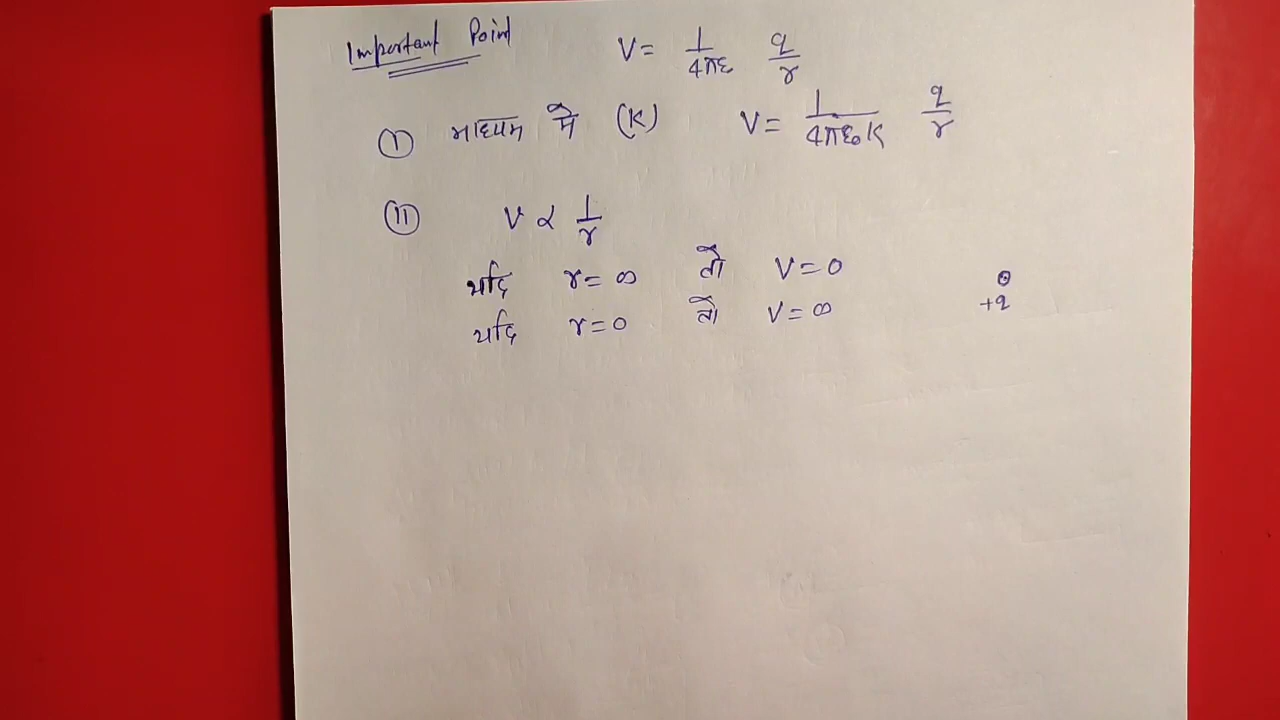 Important Point V = 1/4πε q/r
(I) माध्यम मे (K) V = 1/4πε₀K q/r
(II) V ∝ 1/r
यदि r = ∞ तो V = 0
यदि r = 0 तो V = ∞ +q